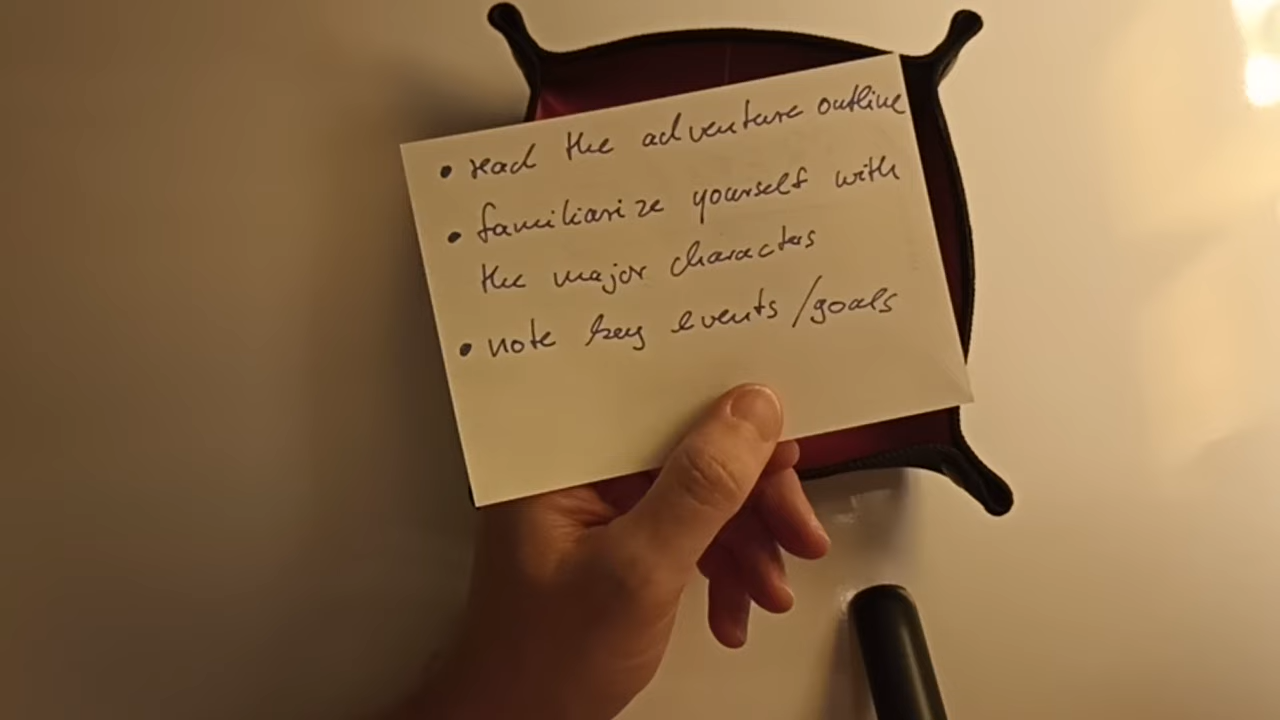 • read the adventure outline
• familiarize yourself with
the major characters
• note key events/goals